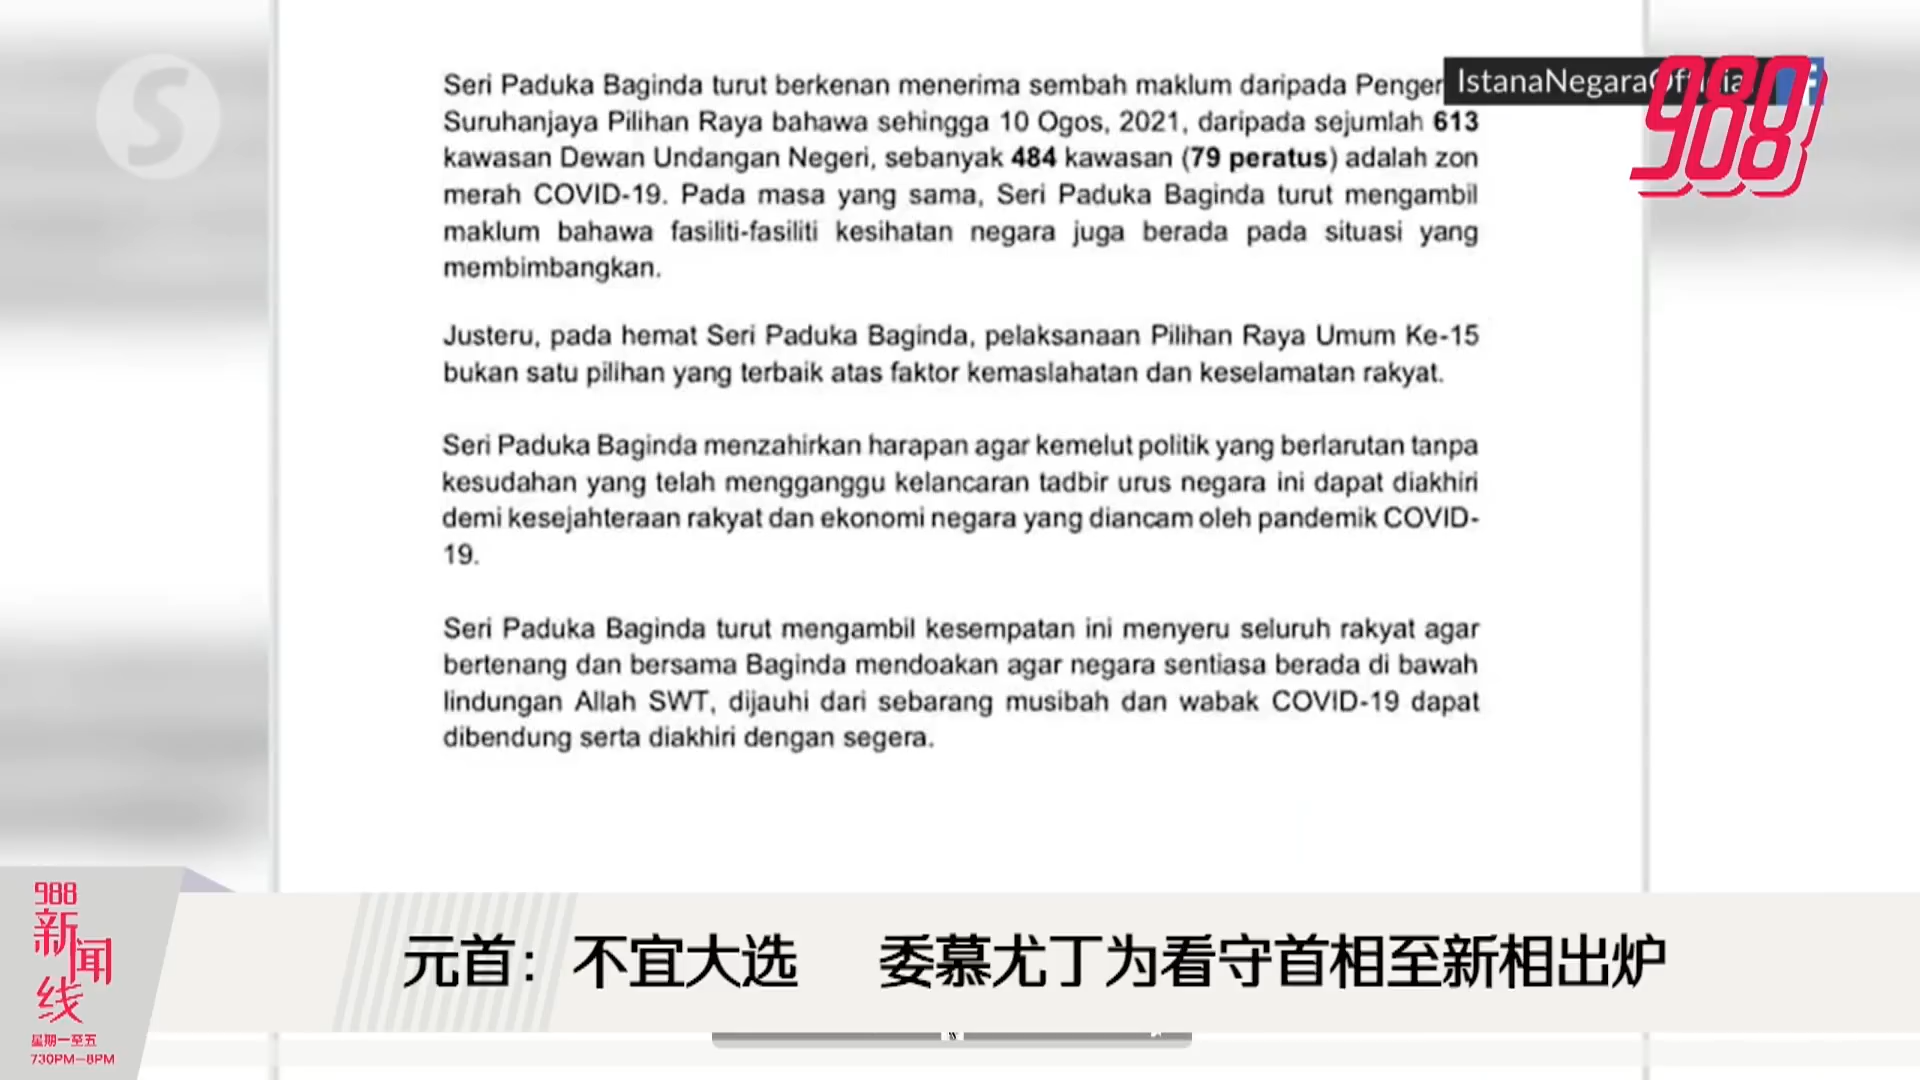 Seri Paduka Baginda turut berkenan menerima sembah maklum daripada
IstanaNegaraOfficia
988
Suruhanjaya Pilihan Raya bahawa sehingga 10 Ogos, 2021, daripada sejumlah 613
kawasan Dewan Undangan Negeri, sebanyak 484 kawasan (79 peratus) adalah zon
merah COVID-19. Pada masa yang sama, Seri Paduka Baginda turut mengambil
maklum bahawa fasiliti-fasiliti kesihatan negara juga berada pada situasi yang
membimbangkan.
Justeru, pada hemat Seri Paduka Baginda, pelaksanaan Pilihan Raya Umum Ke-15
bukan satu pilihan yang terbaik atas faktor kemaslahatan dan keselamatan rakyat.
Seri Paduka Baginda menzahirkan harapan agar kemelut politik yang berlarutan tanpa
kesudahan yang telah mengganggu kelancaran tadbir urus negara ini dapat diakhiri
demi kesejahteraan rakyat dan ekonomi negara yang diancam oleh pandemik COVID-
19.
Seri Paduka Baginda turut mengambil kesempatan ini menyeru seluruh rakyat agar
bertenang dan bersama Baginda mendoakan agar negara sentiasa berada di bawah
lindungan Allah SWT, dijauhi dari sebarang musibah dan wabak COVID-19 dapat
dibendung serta diakhiri dengan segera.
988
新闻线
星期一至五
730PM-8PM
元首：不宜大选 委慕尤丁为看守首相至新相出炉